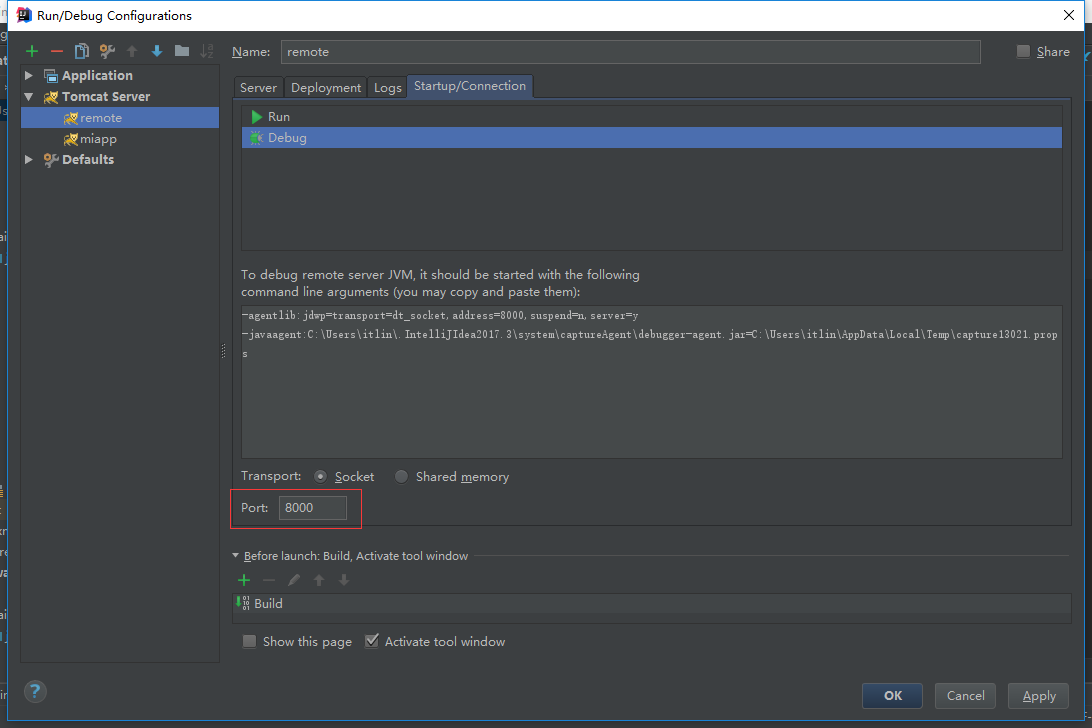 Run/Debug Configurations
Name: remote
Share
Application
Tomcat Server
remote
miapp
Defaults
Server Deployment Logs Startup/Connection
Run
Debug
To debug remote server JVM, it should be started with the following
command line arguments (you may copy and paste them):
-agentlib:jdwp=transport=dt_socket,address=8000,suspend=n,server=y
-javaagent:C:\Users\itlin\.IntelliJIdea2017.3\system\captureAgent\debugger-agent.jar=C:\Users\itlin\AppData\Local\Temp\capture13021.prop
s
Transport: Socket Shared memory
Port: 8000
Before launch: Build, Activate tool window
Build
Show this page Activate tool window
?
OK Cancel Apply